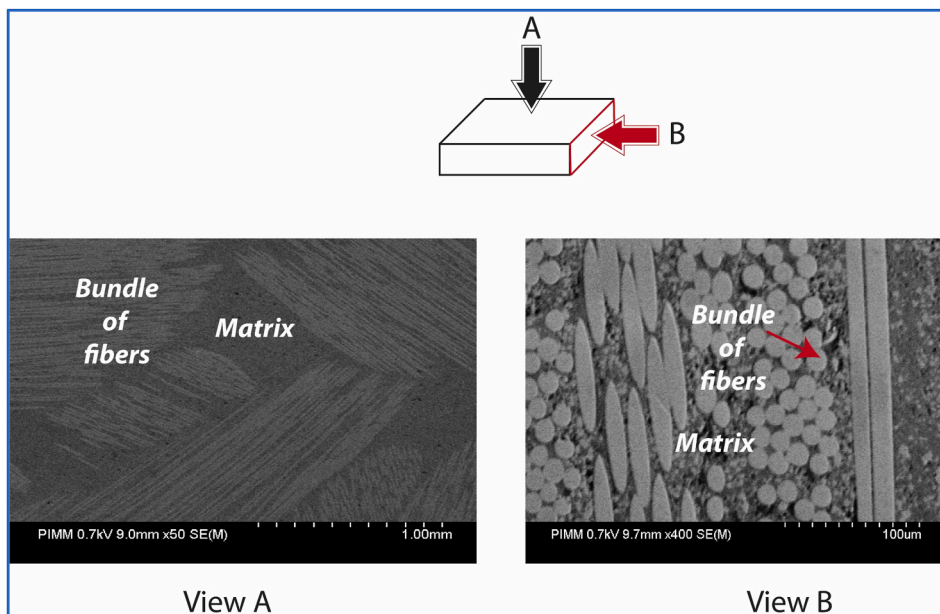 A
B
Bundle
of
fibers
Matrix
PIMM 0.7kV 9.0mm x50 SE(M)
1.00mm
Bundle
of
fibers
Matrix
PIMM 0.7kV 9.7mm x400 SE(M)
100um
View A
View B